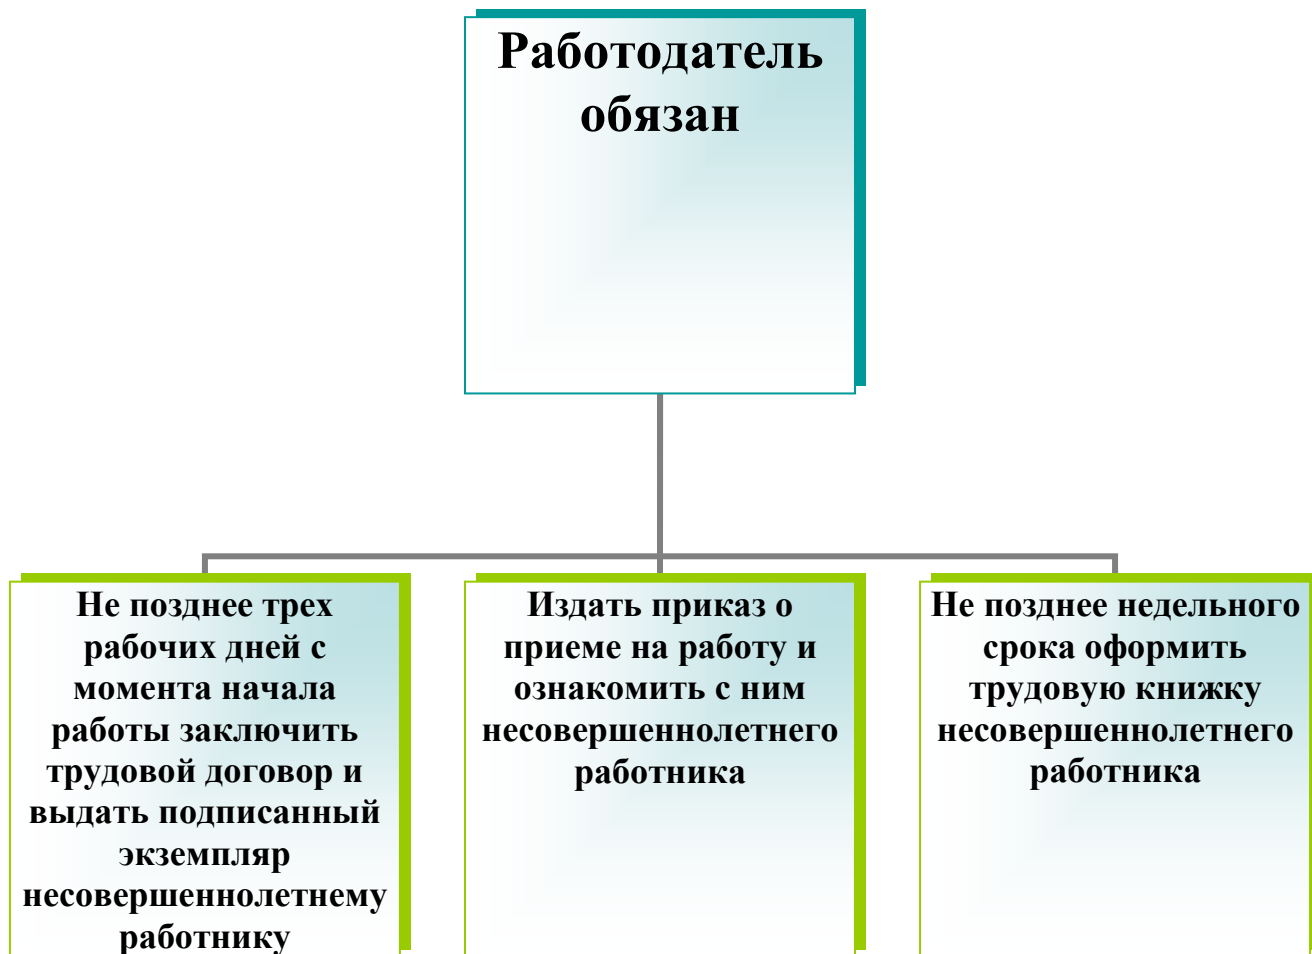 Работодатель
обязан
Не позднее трех
рабочих дней с
момента начала
работы заключить
трудовой договор и
выдать подписанный
экземпляр
несовершеннолетнему
работнику
Издать приказ о
приеме на работу и
ознакомить с ним
несовершеннолетнего
работника
Не позднее недельного
срока оформить
трудовую книжку
несовершеннолетнего
работника